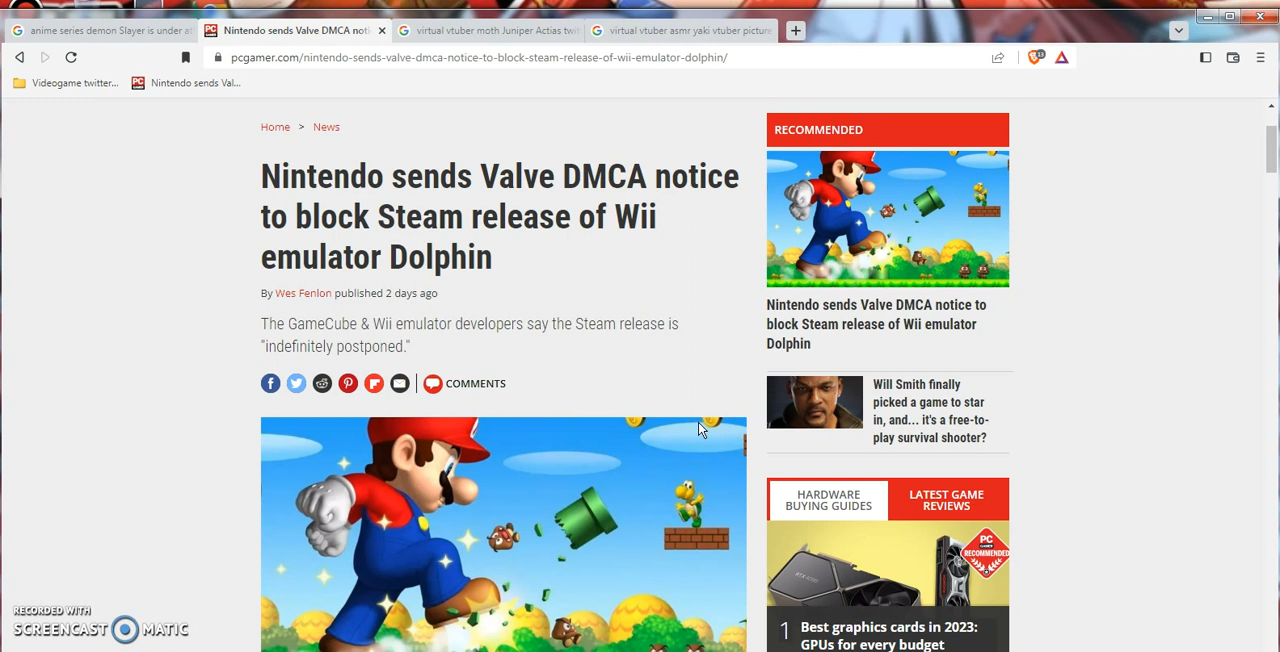 anime series demon Slayer is under at
Nintendo sends Valve DMCA noti
virtual vtuber moth Juniper Actias twit
virtual vtuber asmr yaki vtuber picture
pcgamer.com/nintendo-sends-valve-dmca-notice-to-block-steam-release-of-wii-emulator-dolphin/
Videogame twitter...
Nintendo sends Val...
Home > News
Nintendo sends Valve DMCA notice
to block Steam release of Wii
emulator Dolphin
By Wes Fenlon published 2 days ago
The GameCube & Wii emulator developers say the Steam release is
"indefinitely postponed."
COMMENTS
RECOMMENDED
Nintendo sends Valve DMCA notice to
block Steam release of Wii emulator
Dolphin
Will Smith finally
picked a game to star
in, and... it's a free-to-
play survival shooter?
HARDWARE
BUYING GUIDES
LATEST GAME
REVIEWS
PC
GAMER
RECOMMENDED
1 Best graphics cards in 2023:
GPUs for every budget
RECORDED WITH
SCREENCAST MATIC